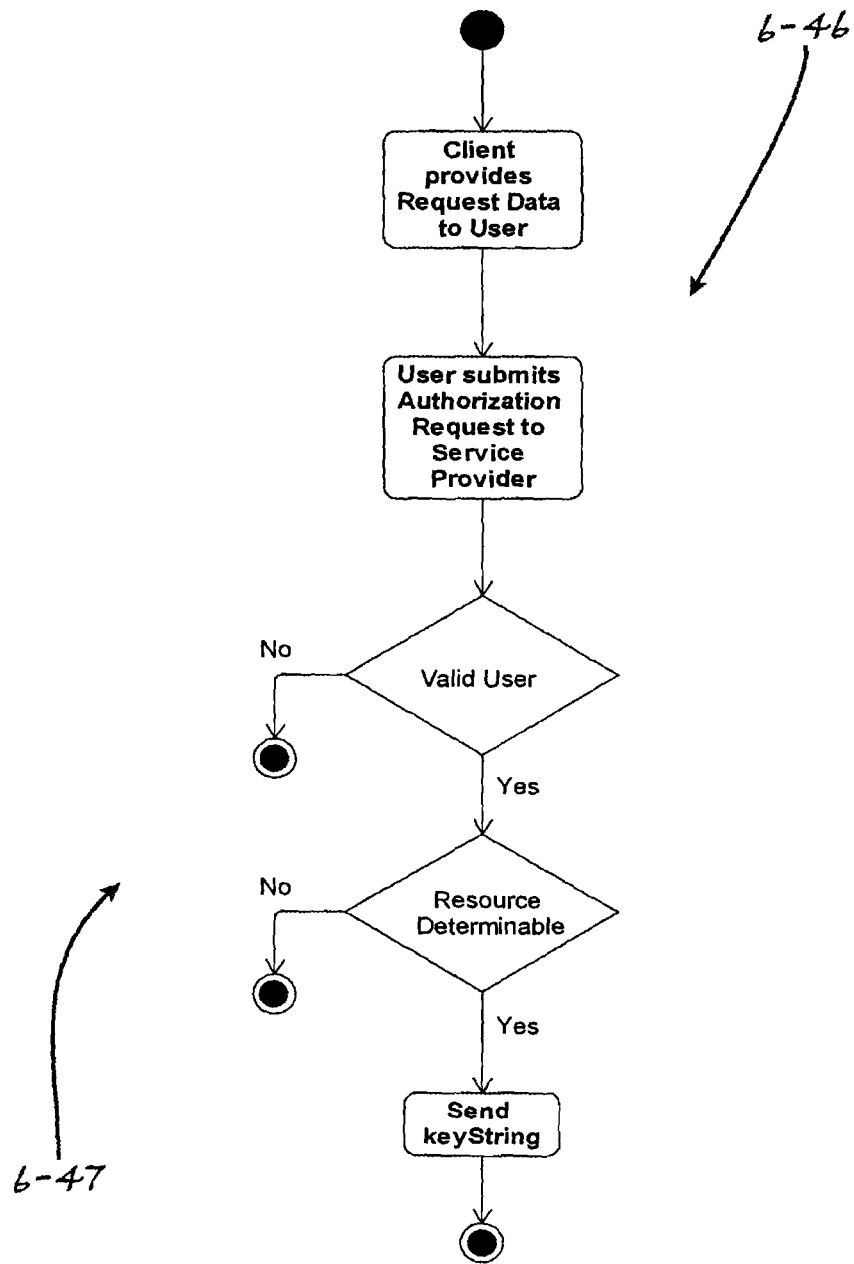 6-46
Client
provides
Request Data
to User
User submits
Authorization
Request to
Service
Provider
No
Valid User
Yes
No
Resource
Determinable
Yes
Send
keyString
6-47